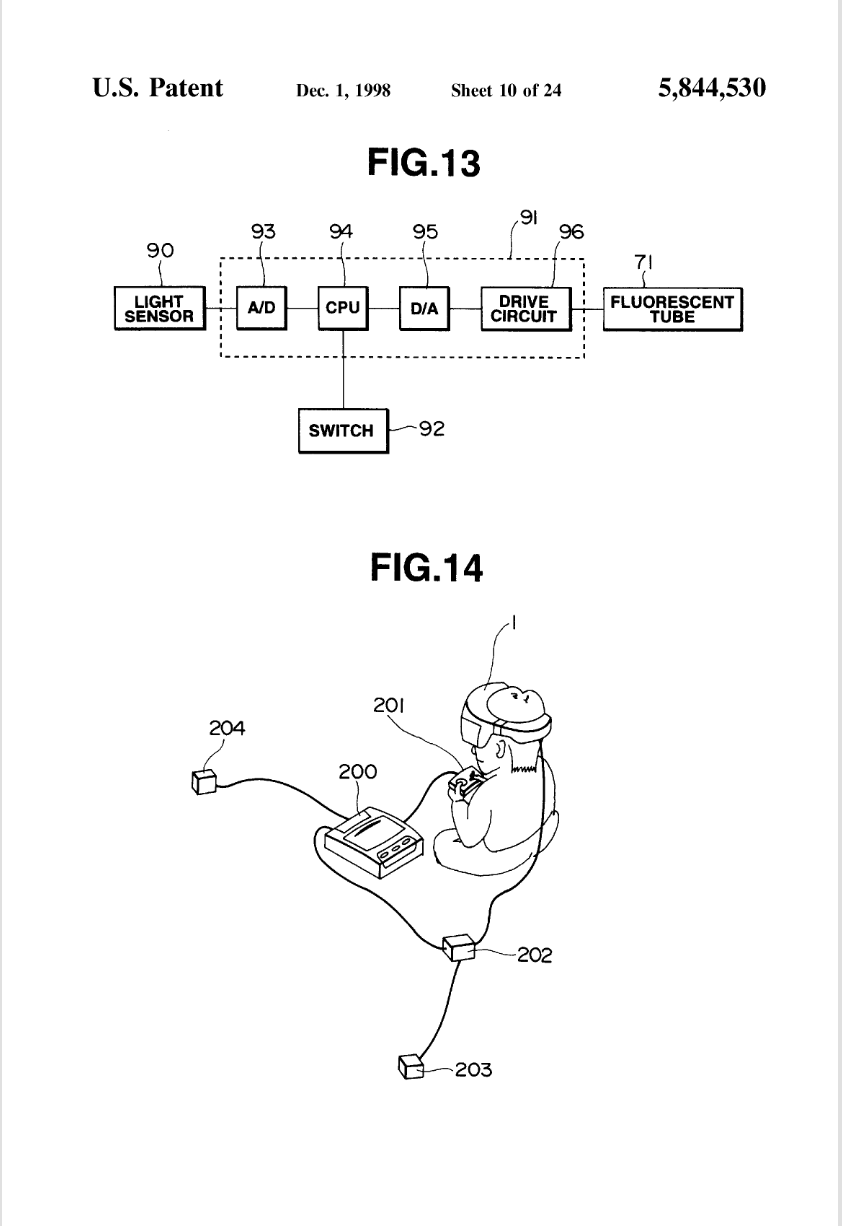 U.S. Patent Dec. 1, 1998 Sheet 10 of 24 5,844,530
FIG.13
91
93 94 95 96
90 71
LIGHT SENSOR
A/D
CPU
D/A
DRIVE CIRCUIT
FLUORESCENT TUBE
SWITCH 92
FIG.14
1
201
204
200
202
203